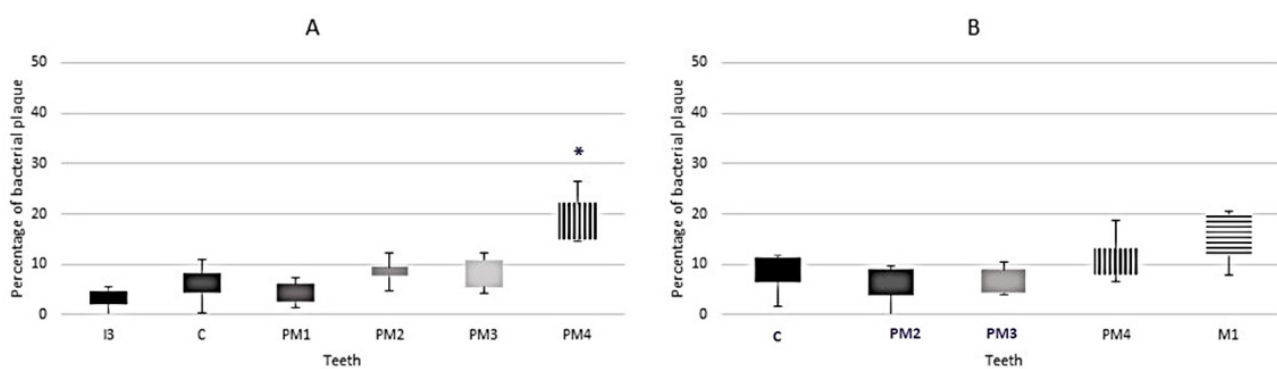 A
Percentage of bacterial plaque
50
40
30
20
10
0
*
I3 C PM1 PM2 PM3 PM4
Teeth
B
Percentage of bacterial plaque
50
40
30
20
10
0
C PM2 PM3 PM4 M1
Teeth